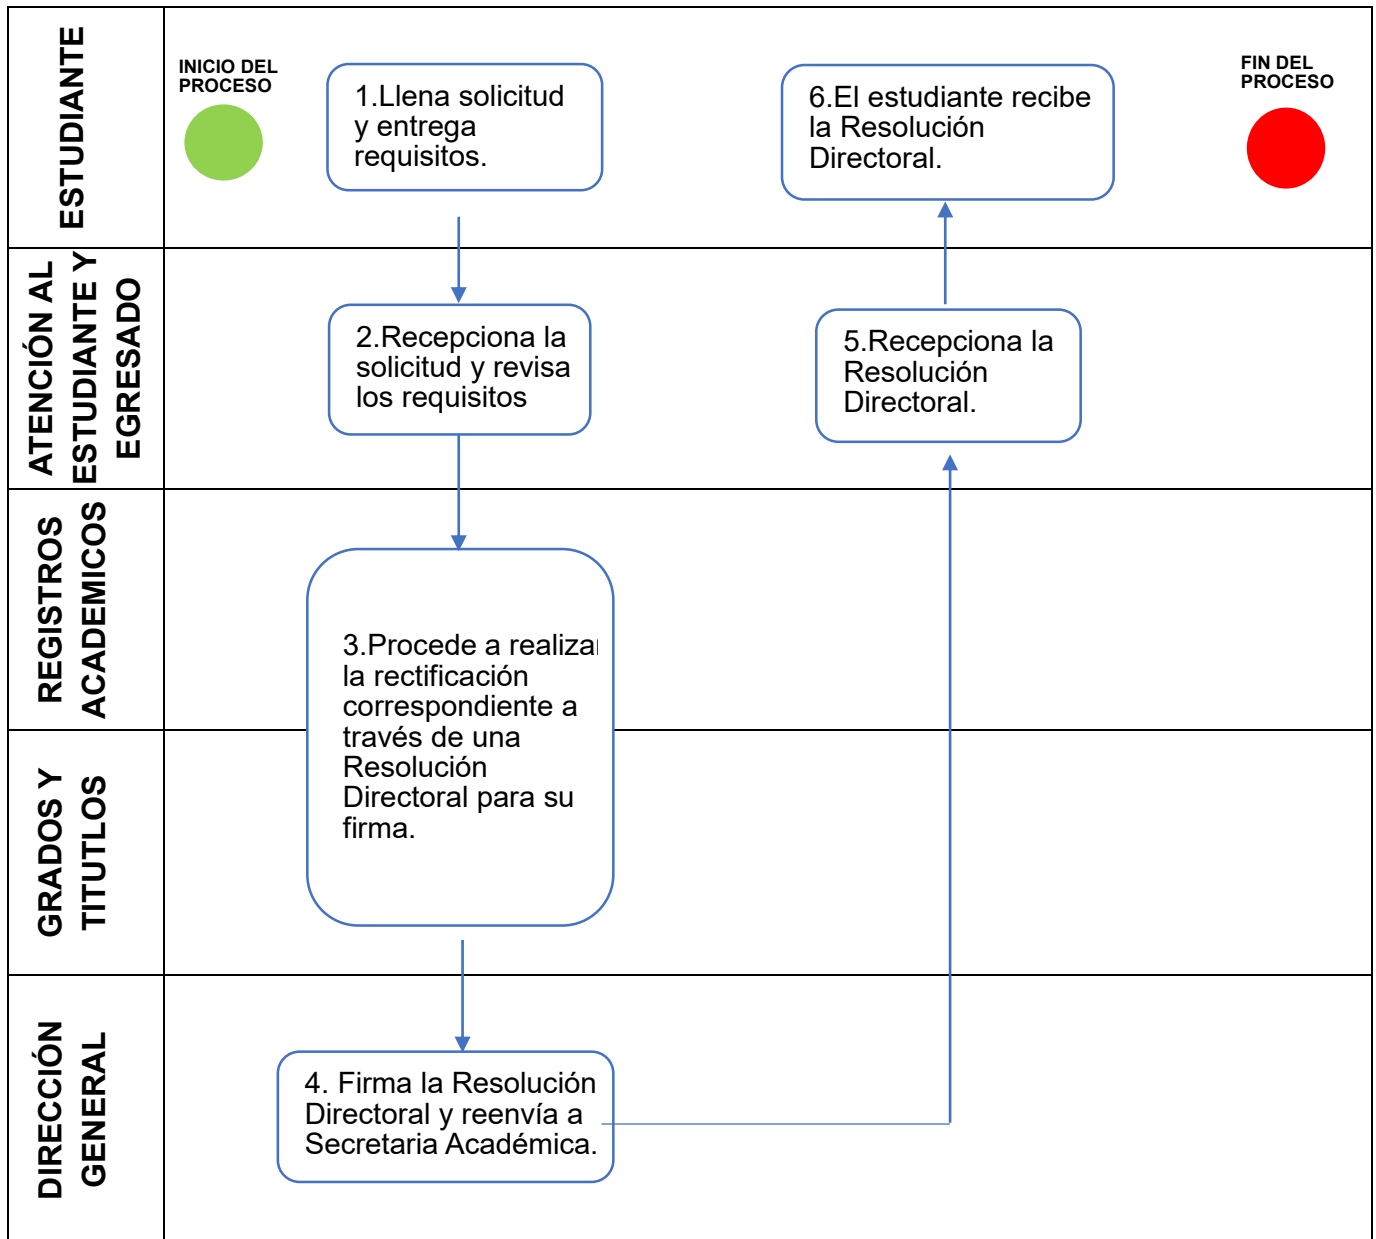 ESTUDIANTE
INICIO DEL
PROCESO
1.Llena solicitud
y entrega
requisitos.
6.El estudiante recibe
la Resolución
Directoral.
FIN DEL
PROCESO
ATENCIÓN AL
ESTUDIANTE Y
EGRESADO
2.Recepciona la
solicitud y revisa
los requisitos
5.Recepciona la
Resolución
Directoral.
REGISTROS
ACADEMICOS
3.Procede a realizar
la rectificación
correspondiente a
través de una
Resolución
Directoral para su
firma.
GRADOS Y
TITUTLOS
DIRECCIÓN
GENERAL
4. Firma la Resolución
Directoral y reenvía a
Secretaria Académica.